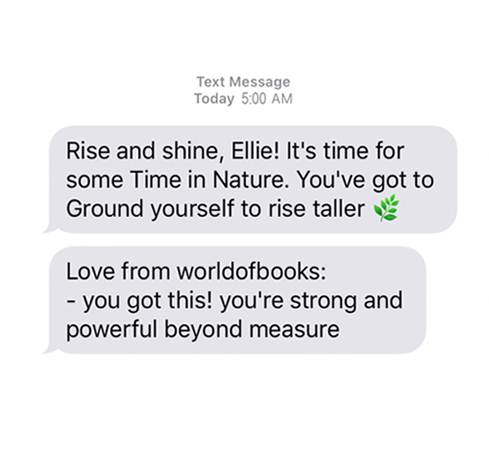 Text Message
Today 5:00 AM
Rise and shine, Ellie! It's time for
some Time in Nature. You've got to
Ground yourself to rise taller 🌿
Love from worldofbooks:
- you got this! you're strong and
powerful beyond measure